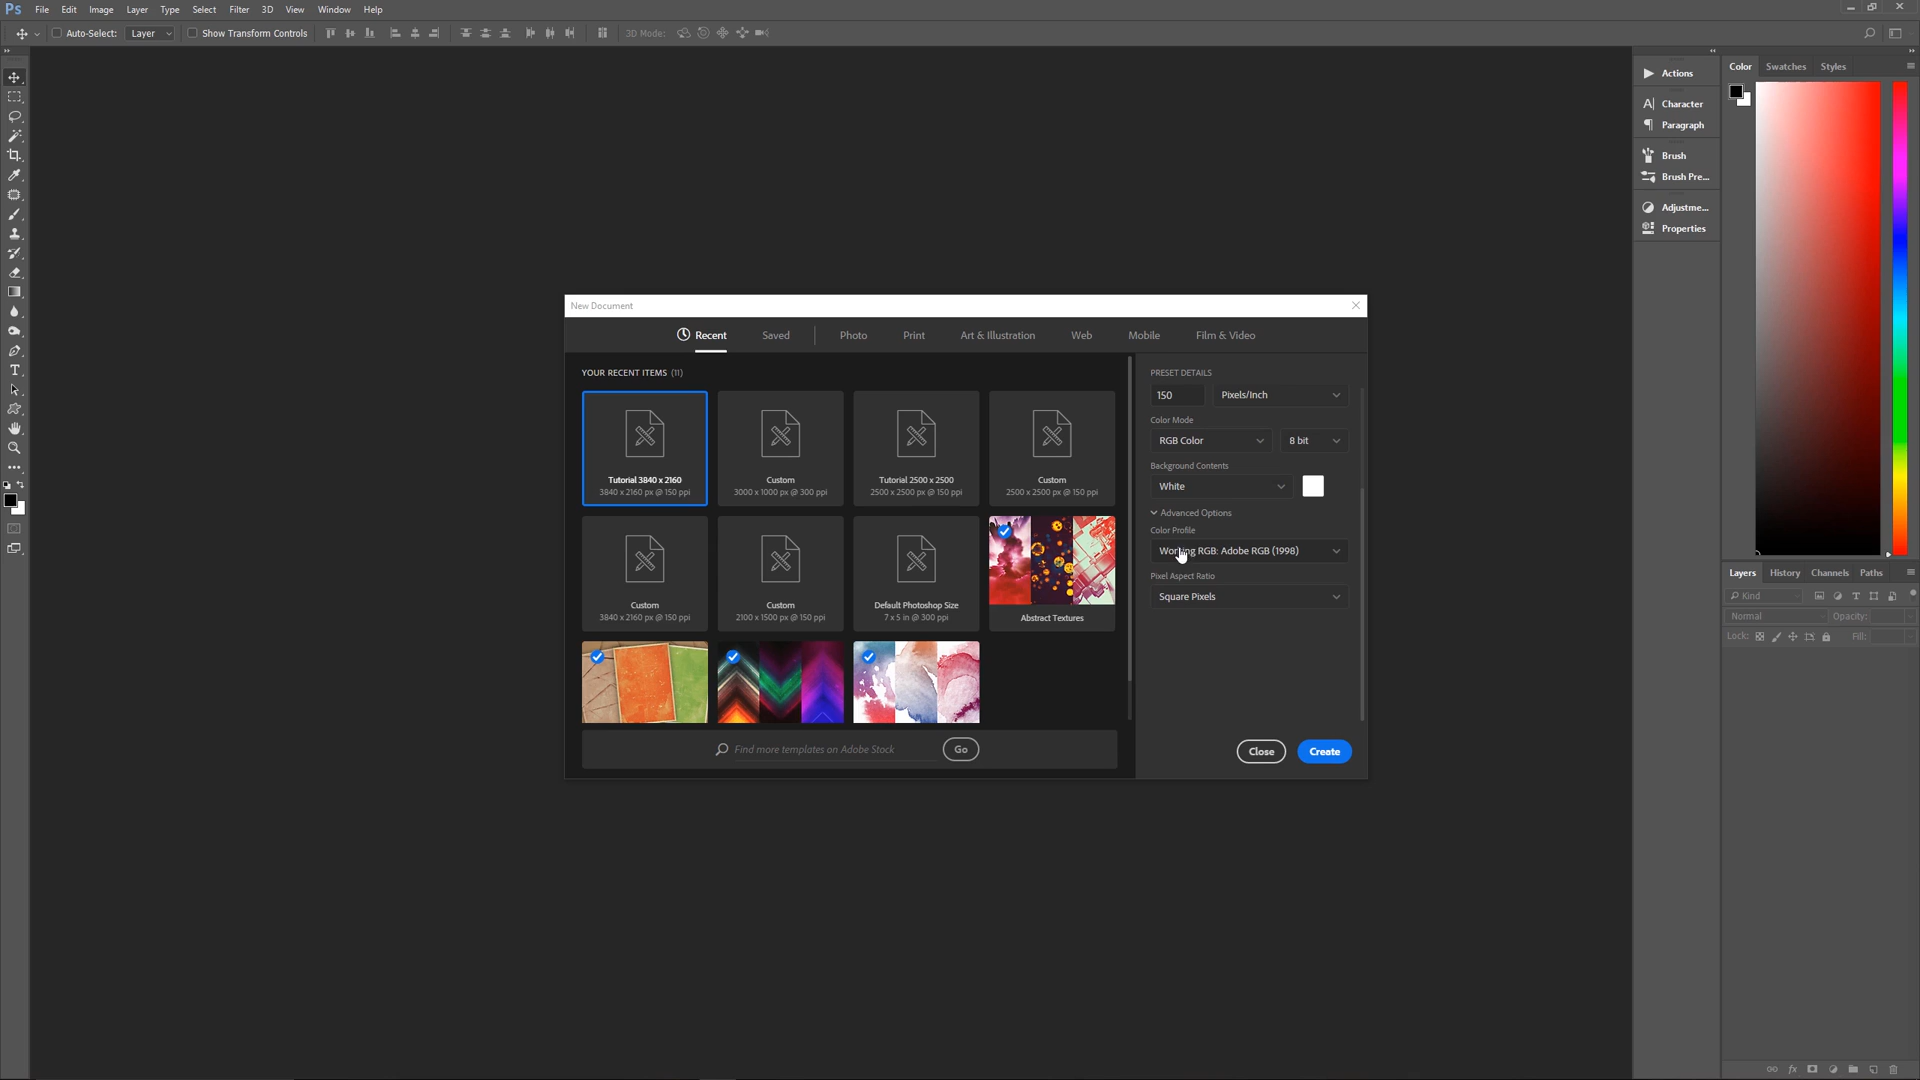 Ps File Edit Image Layer Type Select Filter 3D View Window Help
Auto-Select: Layer Show Transform Controls 3D Mode:
Actions
Character
Paragraph
Brush
Brush Pre...
Adjustme...
Properties
Color Swatches Styles
New Document
Recent Saved Photo Print Art & Illustration Web Mobile Film & Video
YOUR RECENT ITEMS (11)
Tutorial 3840 x 2160
3840 x 2160 px @ 150 ppi
Custom
3000 x 1000 px @ 300 ppi
Tutorial 2500 x 2500
2500 x 2500 px @ 150 ppi
Custom
2500 x 2500 px @ 150 ppi
Custom
3840 x 2160 px @ 150 ppi
Custom
2100 x 1500 px @ 150 ppi
Default Photoshop Size
7 x 5 in @ 300 ppi
Abstract Textures
Find more templates on Adobe Stock Go
PRESET DETAILS
150 Pixels/Inch
Color Mode
RGB Color 8 bit
Background Contents
White
Advanced Options
Color Profile
Working RGB: Adobe RGB (1998)
Pixel Aspect Ratio
Square Pixels
Close Create
Layers History Channels Paths
Kind
Normal Opacity:
Lock: Fill: